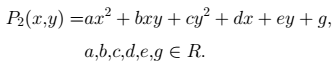 P₂(x,y) = ax² + bxy + cy² + dx + ey + g,
a,b,c,d,e,g ∈ R.